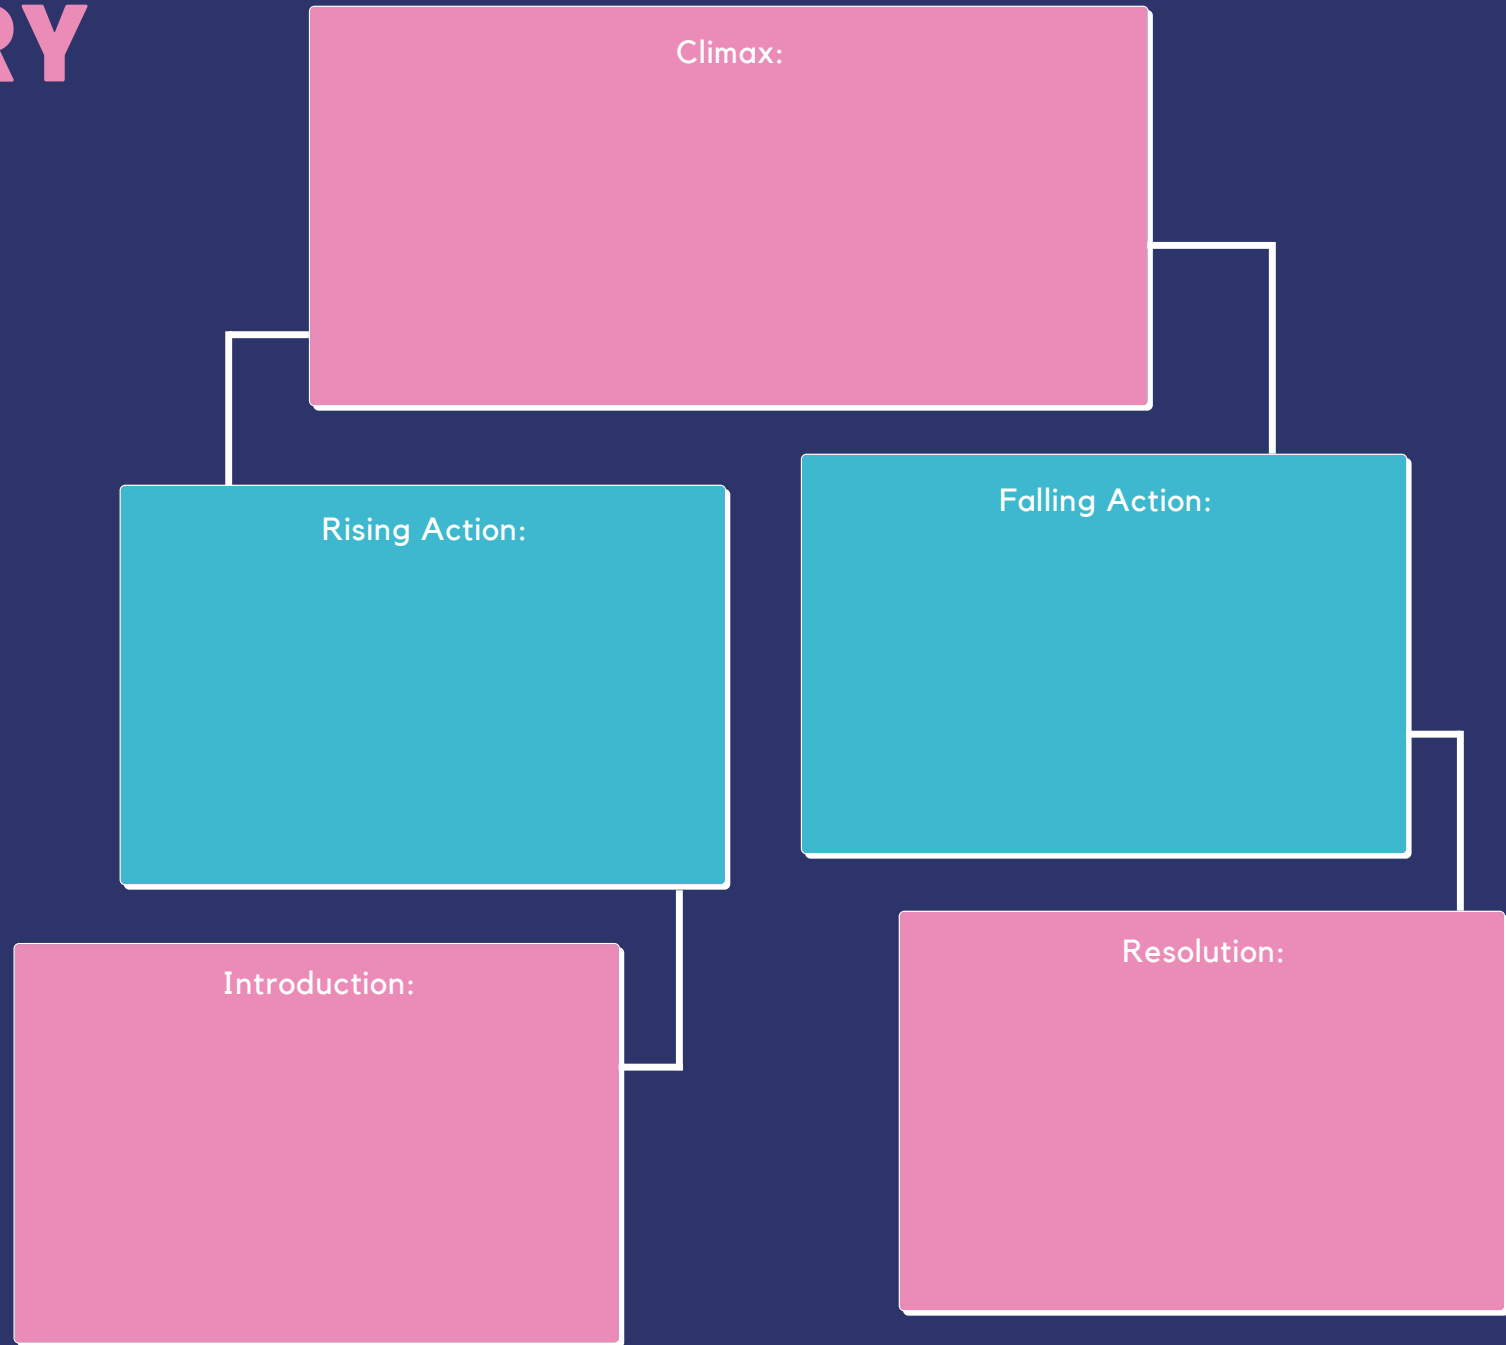 RY
Climax:
Falling Action:
Rising Action:
Resolution:
Introduction: